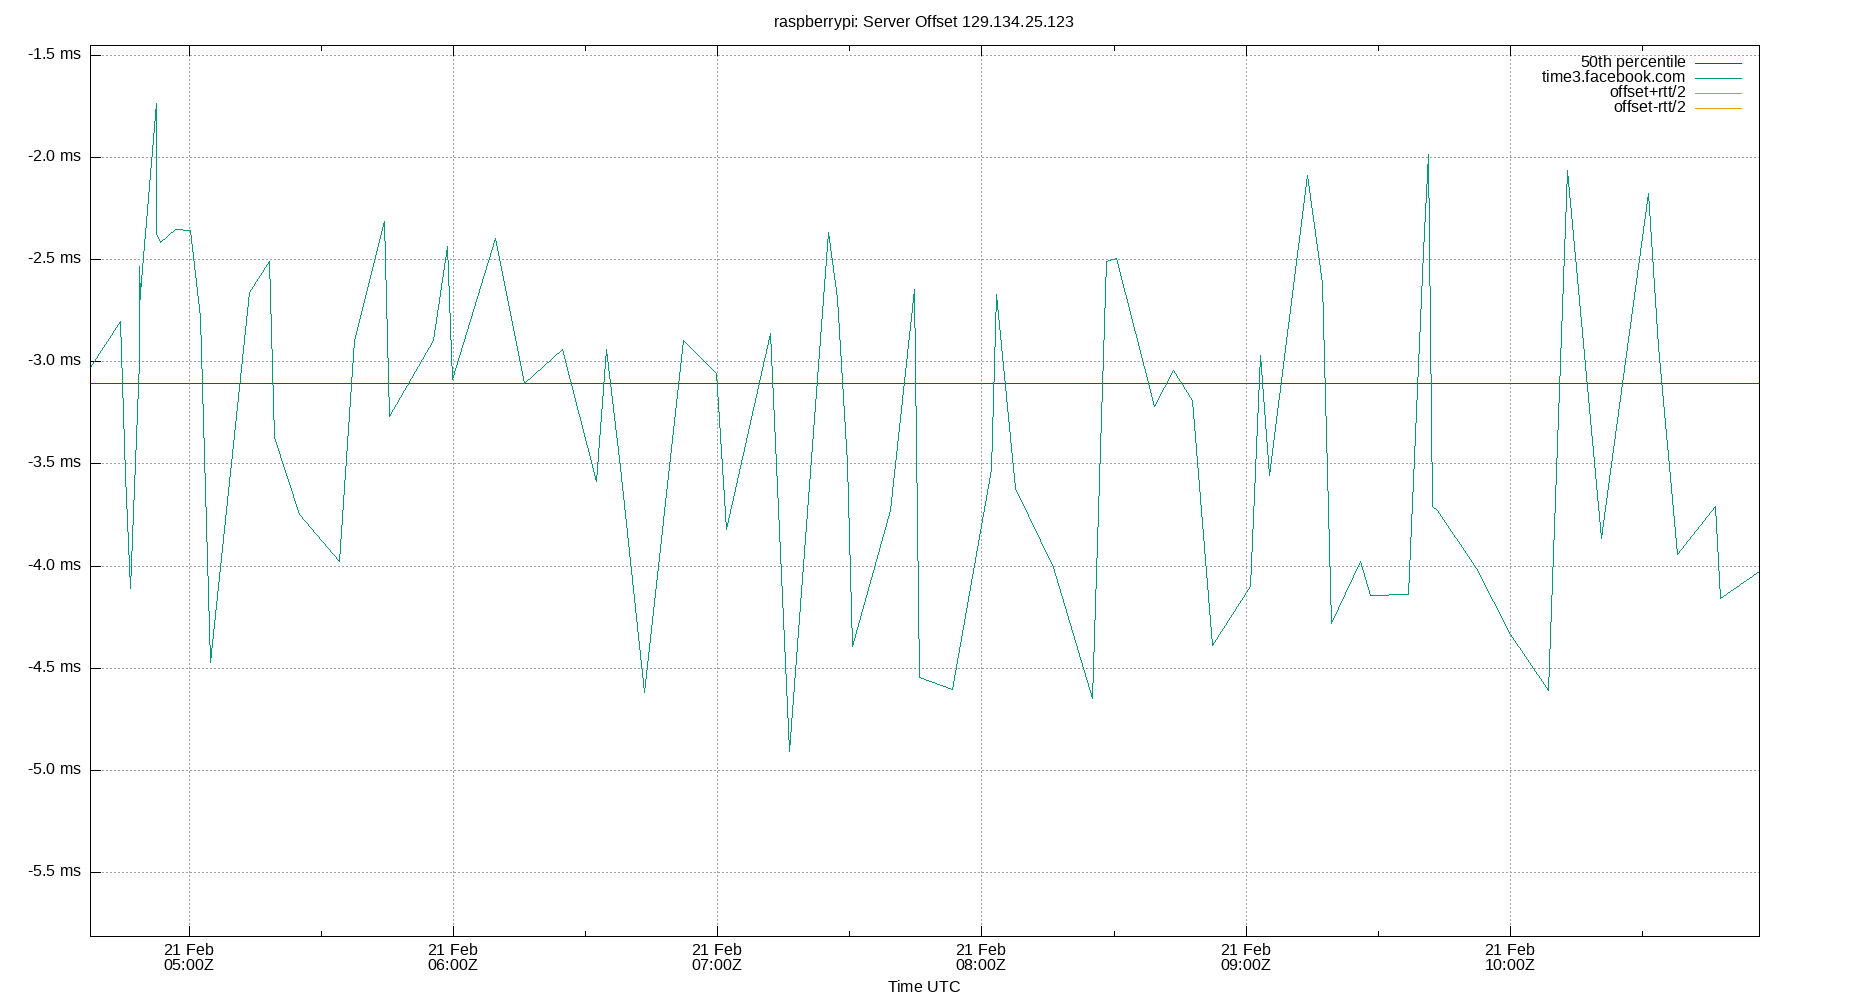 raspberrypi: Server Offset 129.134.25.123
-1.5 ms
-2.0 ms
-2.5 ms
-3.0 ms
-3.5 ms
-4.0 ms
-4.5 ms
-5.0 ms
-5.5 ms
50th percentile
time3.facebook.com
offset+rtt/2
offset-rtt/2
21 Feb 21 Feb 21 Feb 21 Feb 21 Feb 21 Feb
05:00Z 06:00Z 07:00Z 08:00Z 09:00Z 10:00Z
Time UTC